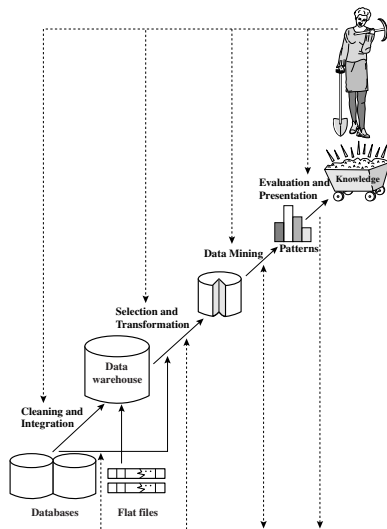 Evaluation and
Presentation
Knowledge
Patterns
Data Mining
Selection and
Transformation
Data
warehouse
Cleaning and
Integration
Databases
Flat files